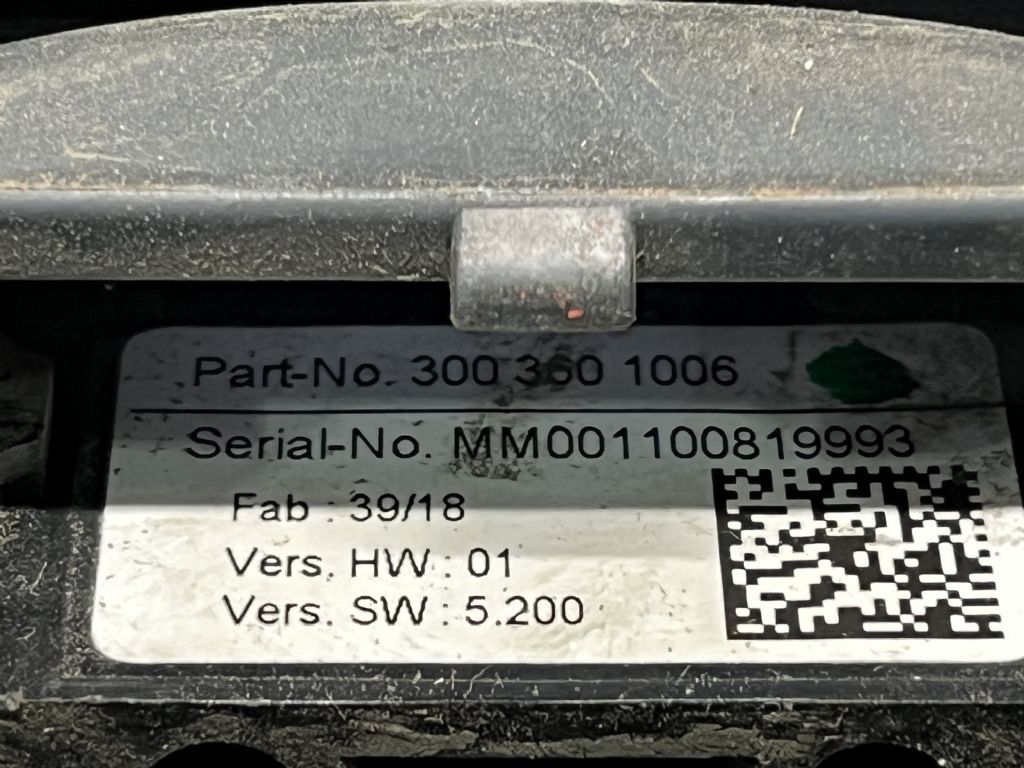 Part-No. 300 360 1006
Serial-No. MM001100819993
Fab : 39/18
Vers. HW : 01
Vers. SW : 5.200